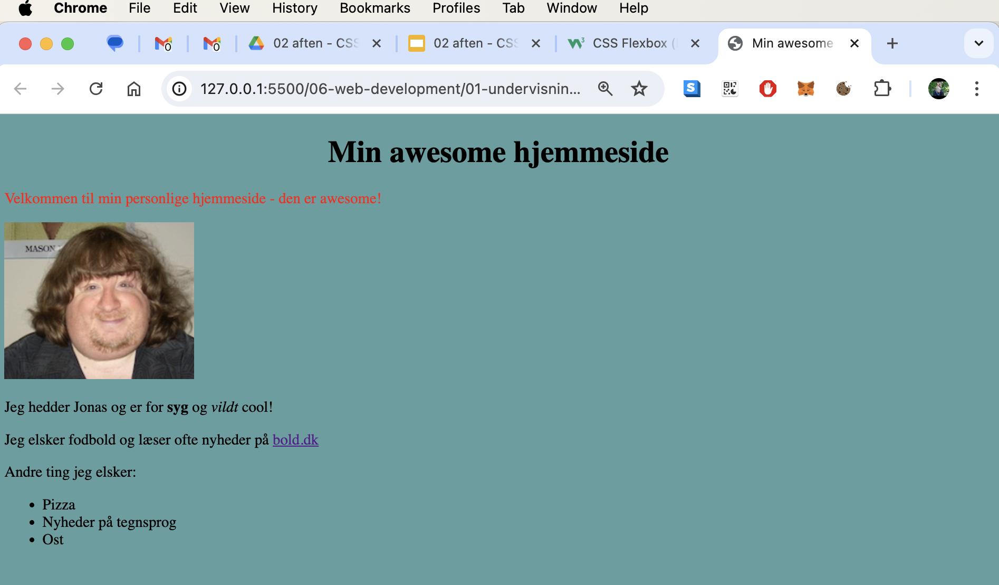 Chrome File Edit View History Bookmarks Profiles Tab Window Help
02 aften - CSS 02 aften - CSS CSS Flexbox ( Min awesome
127.0.0.1:5500/06-web-development/01-undervisnin...
Min awesome hjemmeside
Velkommen til min personlige hjemmeside - den er awesome!
MASON
Jeg hedder Jonas og er for syg og vildt cool!
Jeg elsker fodbold og læser ofte nyheder på bold.dk
Andre ting jeg elsker:
• Pizza
• Nyheder på tegnsprog
• Ost